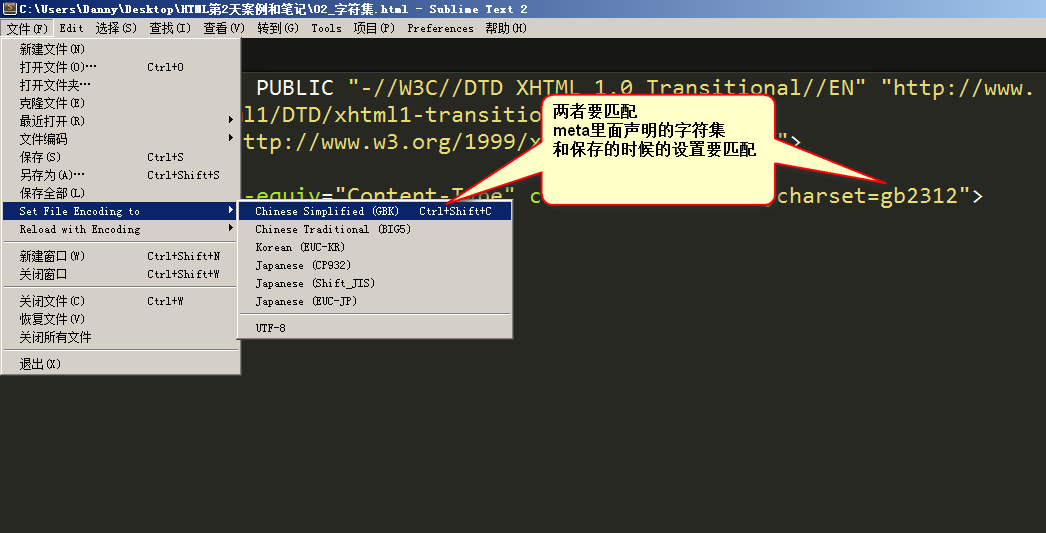 C:\Users\Danny\Desktop\HTML第2天案例和笔记\02_字符集.html - Sublime Text 2
文件(F) Edit 选择(S) 查找(I) 查看(V) 转到(G) Tools 项目(P) Preferences 帮助(H)
新建文件(N)
打开文件(O)… Ctrl+O
打开文件夹…
克隆文件(E)
最近打开(R)
文件编码
保存(S) Ctrl+S
另存为(A)… Ctrl+Shift+S
保存全部(L)
Set File Encoding to
Reload with Encoding
新建窗口(W) Ctrl+Shift+N
关闭窗口 Ctrl+Shift+W
关闭文件(C) Ctrl+W
恢复文件(V)
关闭所有文件
退出(X)
Chinese Simplified (GBK) Ctrl+Shift+C
Chinese Traditional (BIG5)
Korean (EUC-KR)
Japanese (CP932)
Japanese (Shift_JIS)
Japanese (EUC-JP)
UTF-8
PUBLIC "-//W3C//DTD XHTML 1.0 Transitional//EN" "http://www.
l1/DTD/xhtml1-transitio
ttp://www.w3.org/1999/x ">
-equiv="Content-Type" c charset=gb2312">
两者要匹配
meta里面声明的字符集
和保存的时候的设置要匹配